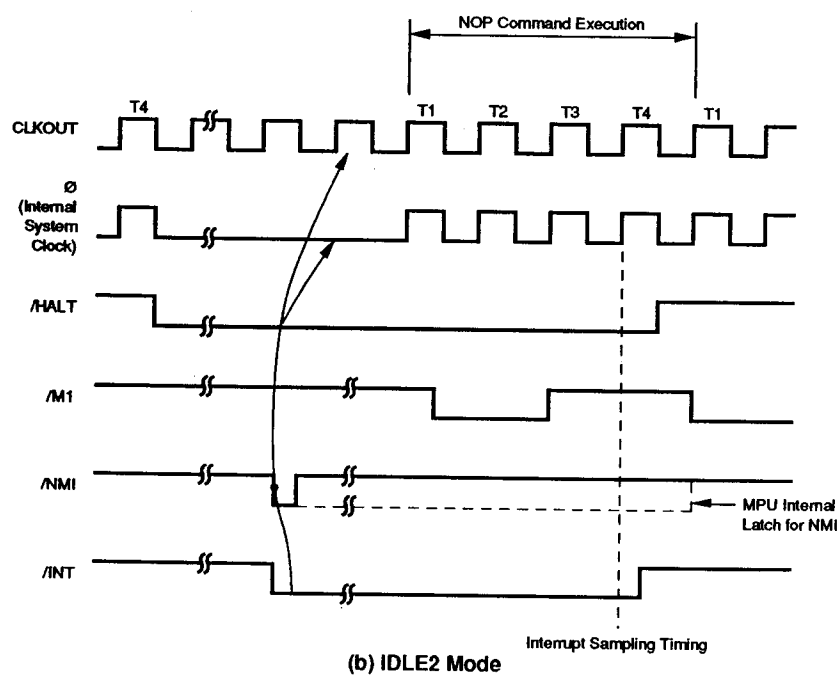 NOP Command Execution
T4 T1 T2 T3 T4 T1
CLKOUT
Ø
(Internal
System
Clock)
/HALT
/M1
/NMI
MPU Internal
Latch for NMI
/INT
Interrupt Sampling Timing
(b) IDLE2 Mode